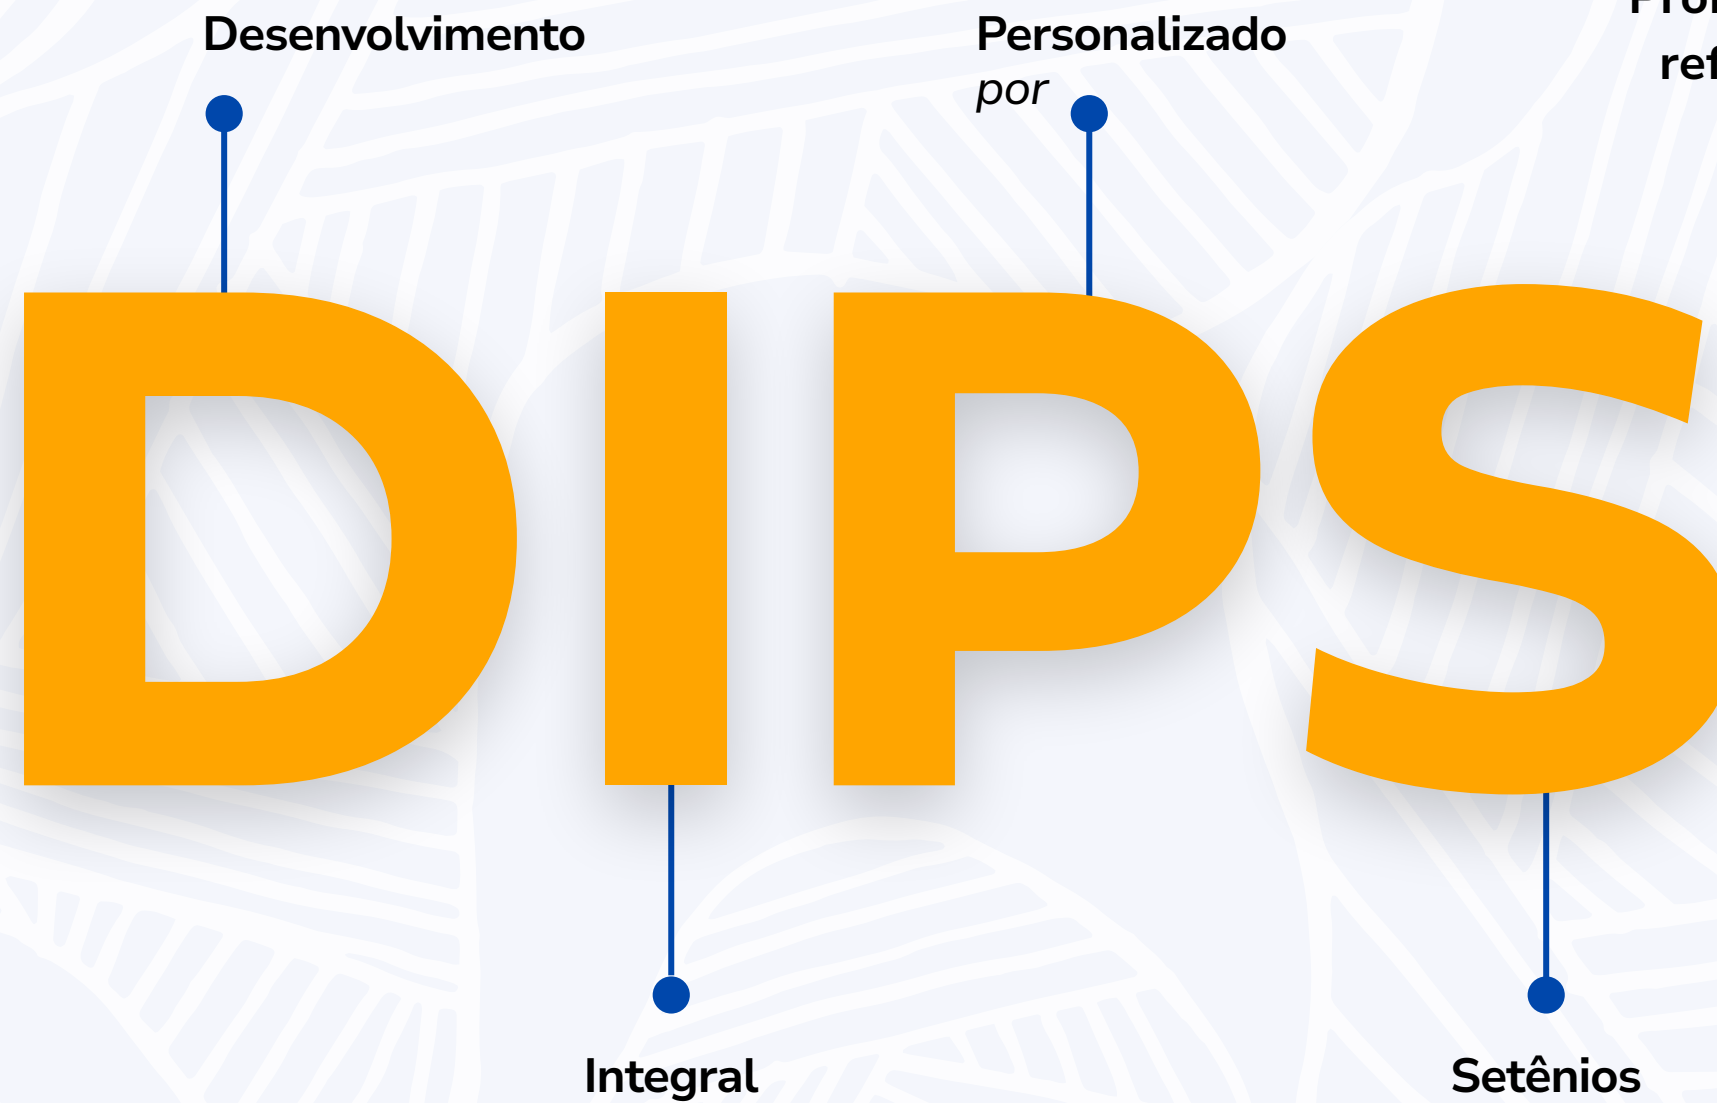 Desenvolvimento
Personalizado
por
DIPS
Integral
Setênios